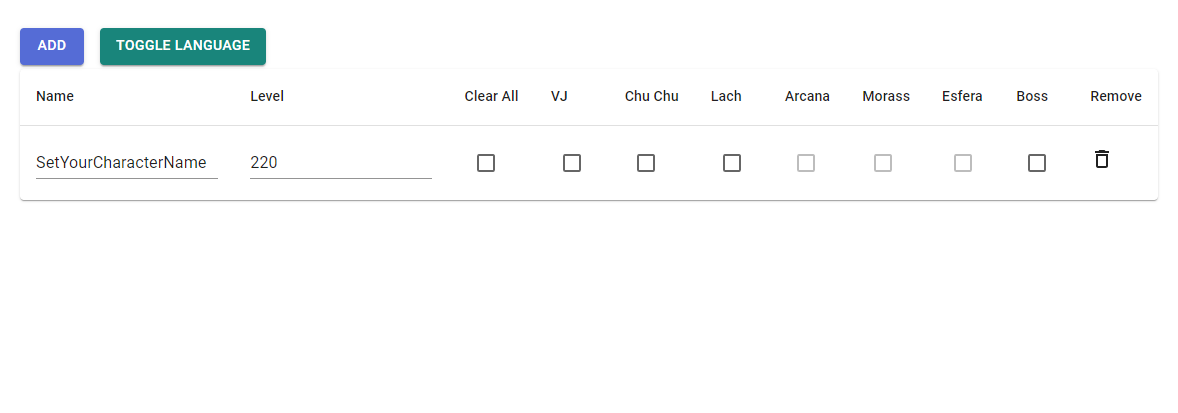 ADD TOGGLE LANGUAGE
Name Level Clear All VJ Chu Chu Lach Arcana Morass Esfera Boss Remove
SetYourCharacterName 220